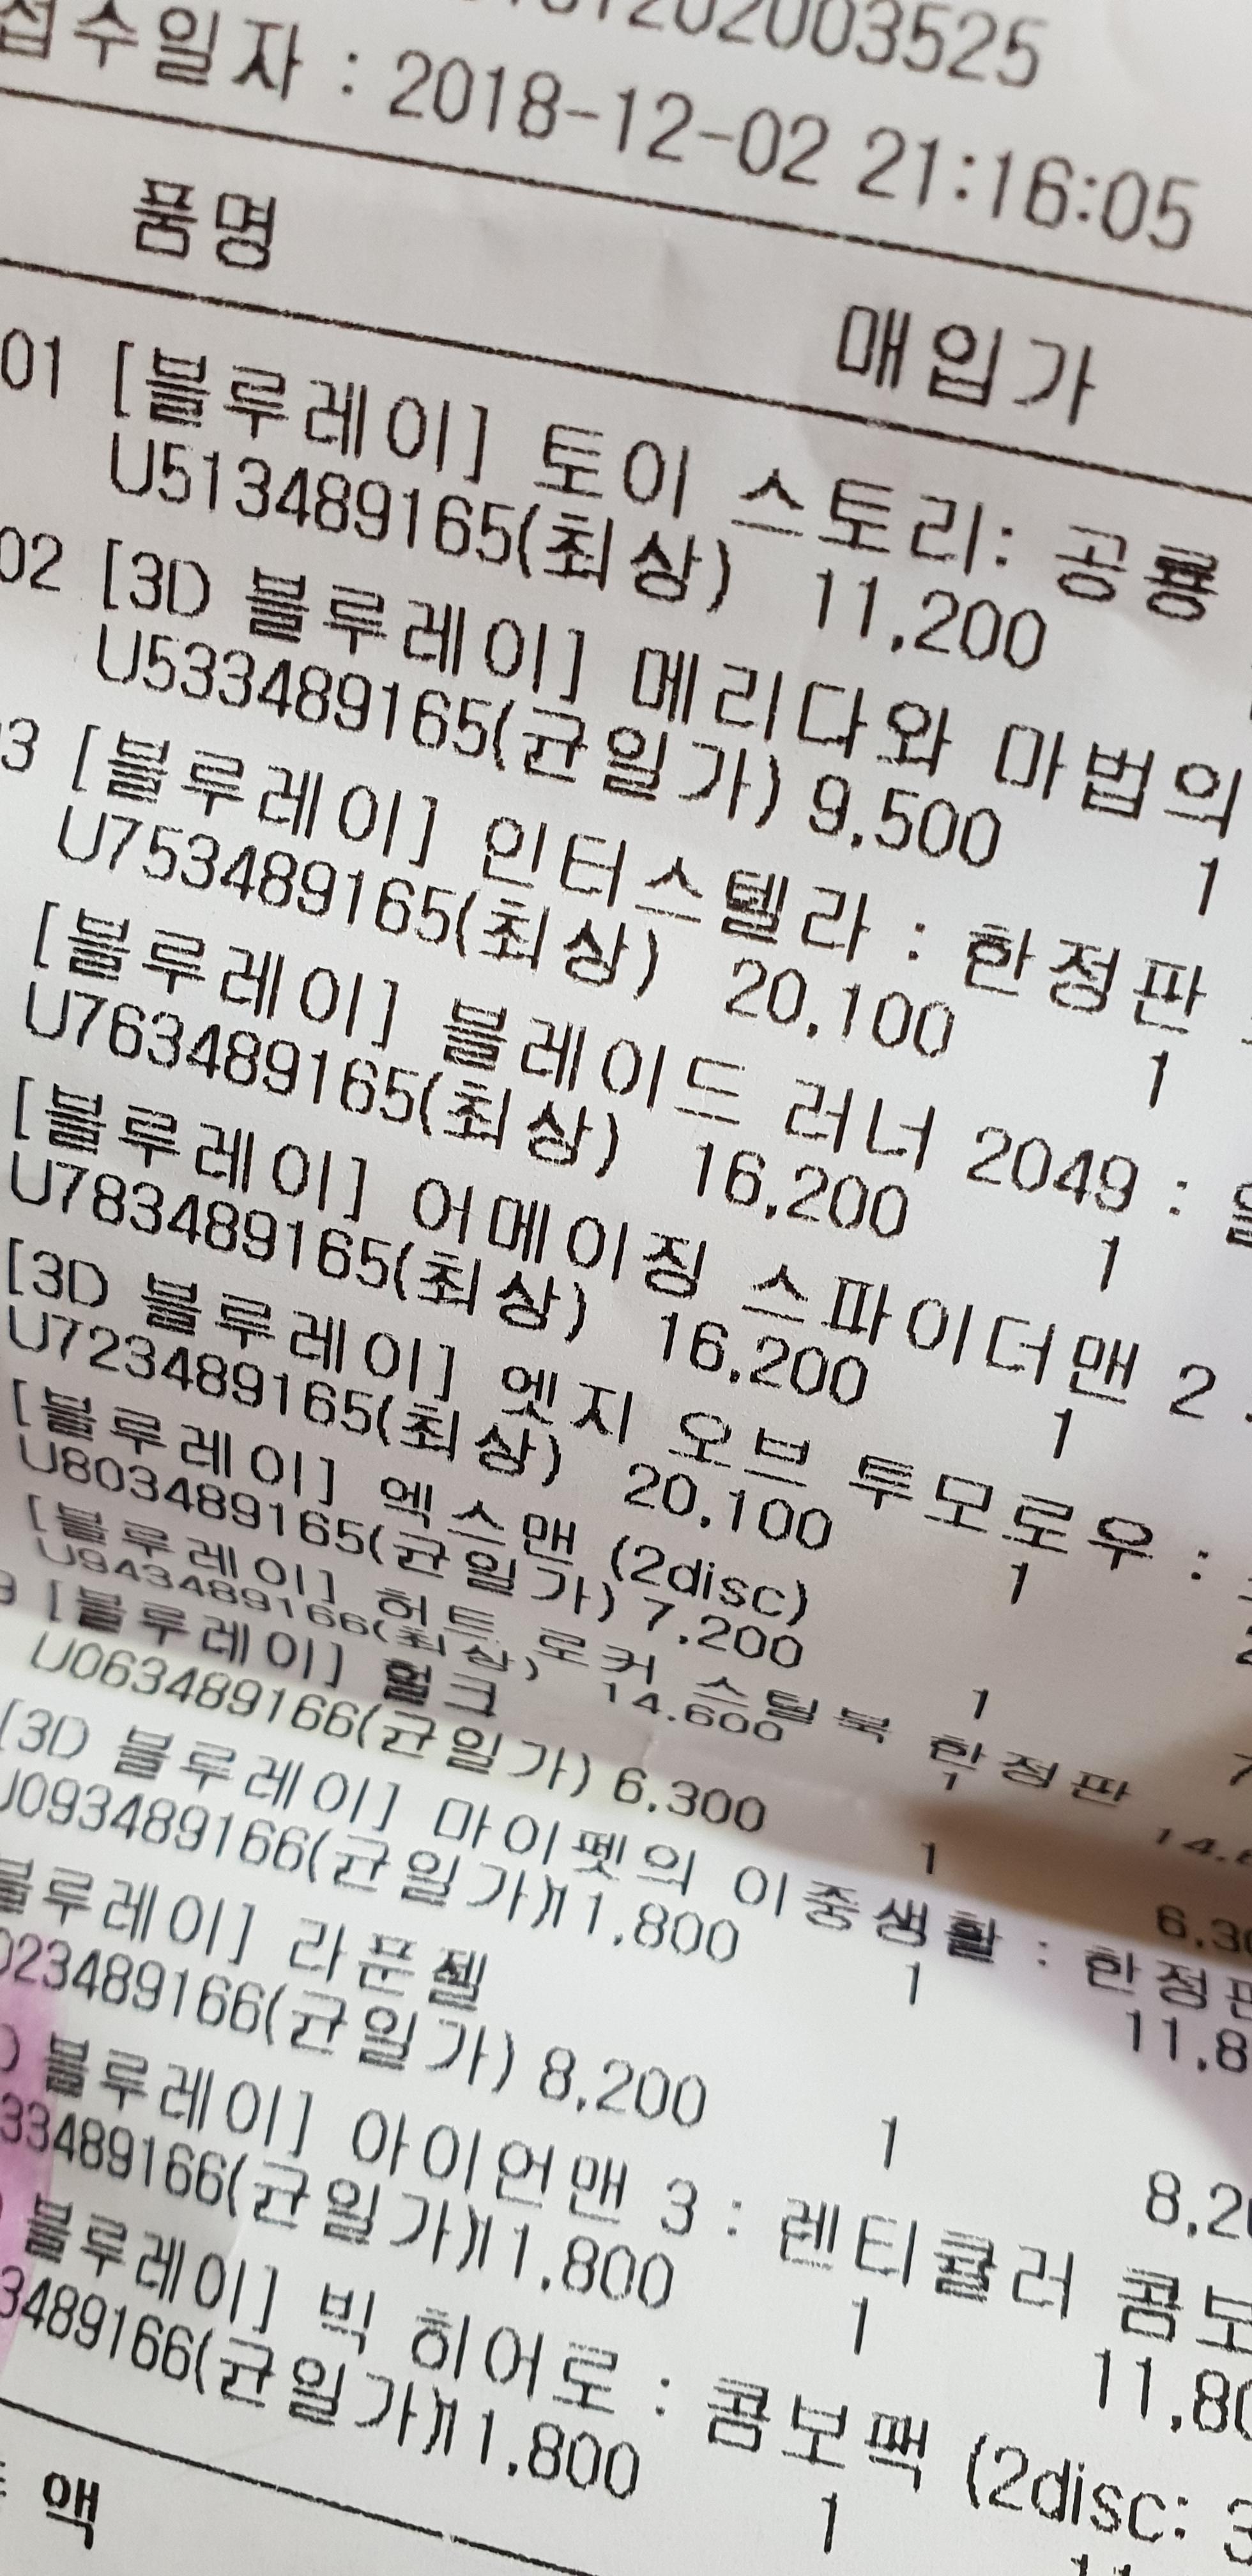 202003525
접수일자 : 2018-12-02 21:16:05
품명 매입가
01 [블루레이] 토이 스토리: 공룡
U513489165(최상) 11,200
02 [3D 블루레이] 메리다와 마법의
U533489165(균일가) 9,500 1
3 [블루레이] 인터스텔라 : 한정판
U753489165(최상) 20,100 1
[블루레이] 블레이드 러너 2049 :
U763489165(최상) 16,200 1
[블루레이] 어메이징 스파이더맨 2
U783489165(최상) 16,200 1
[3D 블루레이] 엣지 오브 투모로우 :
U723489165(최상) 20,100 1
[블루레이] 엑스맨 (2disc)
U803489165(균일가) 7,200 1
[블루레이] 허트 로커 스틸북 한정판
U943489166(최상) 14,600 1
9 [블루레이] 헐크
U063489166(균일가) 6,300 1
[3D 블루레이] 마이펫의 이중생활 : 한정판
U093489166(균일가)11,800 1 11,8
블루레이] 라푼젤
023489166(균일가) 8,200 1 8,20
블루레이] 아이언맨 3 : 렌티큘러 콤보
33489166(균일가)11,800 1 11,80
블루레이] 빅 히어로 : 콤보팩 (2disc: 3
3489166(균일가)11,800 1
액